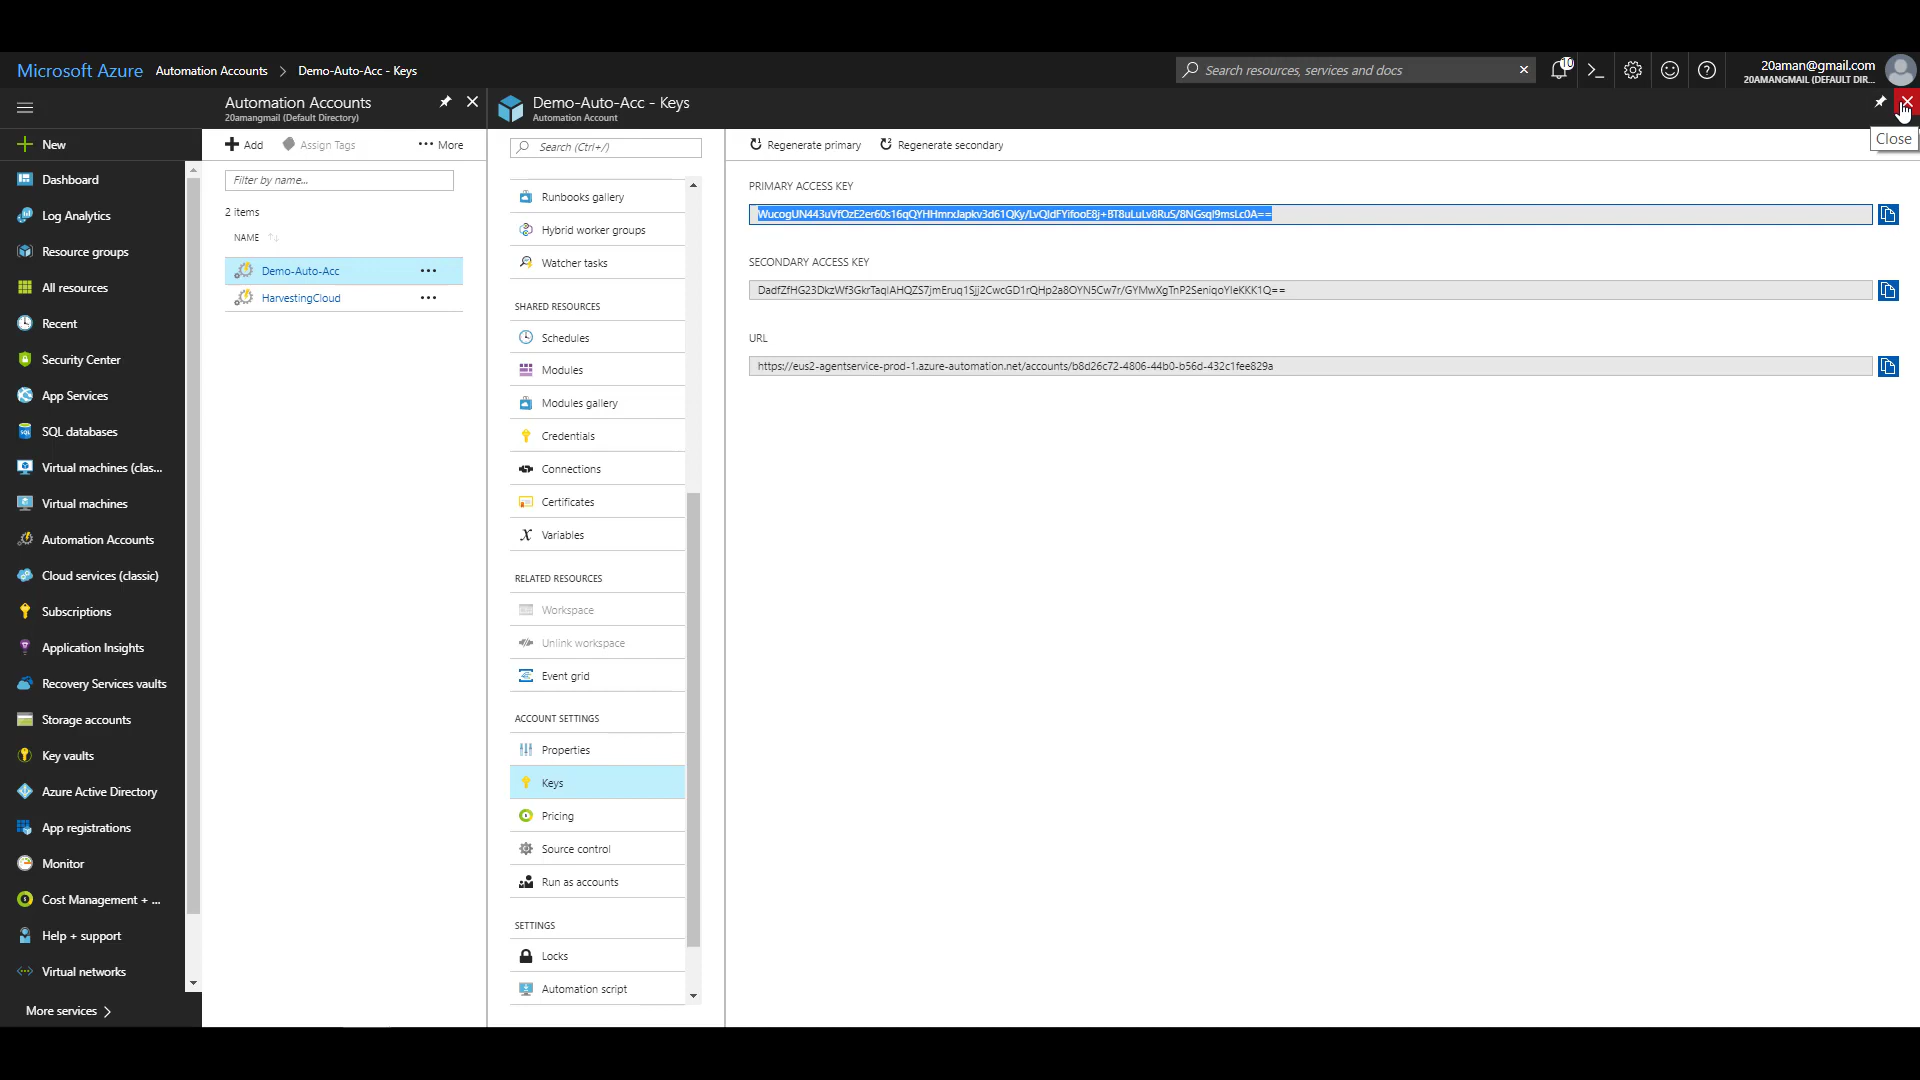 Microsoft Azure Automation Accounts > Demo-Auto-Acc - Keys
Search resources, services and docs
10
20aman@gmail.com
20AMANGMAIL (DEFAULT DIR...
Automation Accounts
20amangmail (Default Directory)
Demo-Auto-Acc - Keys
Automation Account
Close
New
Dashboard
Log Analytics
Resource groups
All resources
Recent
Security Center
App Services
SQL databases
Virtual machines (clas...
Virtual machines
Automation Accounts
Cloud services (classic)
Subscriptions
Application Insights
Recovery Services vaults
Storage accounts
Key vaults
Azure Active Directory
App registrations
Monitor
Cost Management + ...
Help + support
Virtual networks
More services >
Add Assign Tags ••• More
Filter by name...
2 items
NAME
Demo-Auto-Acc •••
HarvestingCloud •••
Search (Ctrl+/)
Runbooks gallery
Hybrid worker groups
Watcher tasks
SHARED RESOURCES
Schedules
Modules
Modules gallery
Credentials
Connections
Certificates
Variables
RELATED RESOURCES
Workspace
Unlink workspace
Event grid
ACCOUNT SETTINGS
Properties
Keys
Pricing
Source control
Run as accounts
SETTINGS
Locks
Automation script
Regenerate primary Regenerate secondary
PRIMARY ACCESS KEY
SECONDARY ACCESS KEY
URL
https://eus2-agentservice-prod-1.azure-automation.net/accounts/b8d26c72-4806-44b0-b56d-432c1fee829a